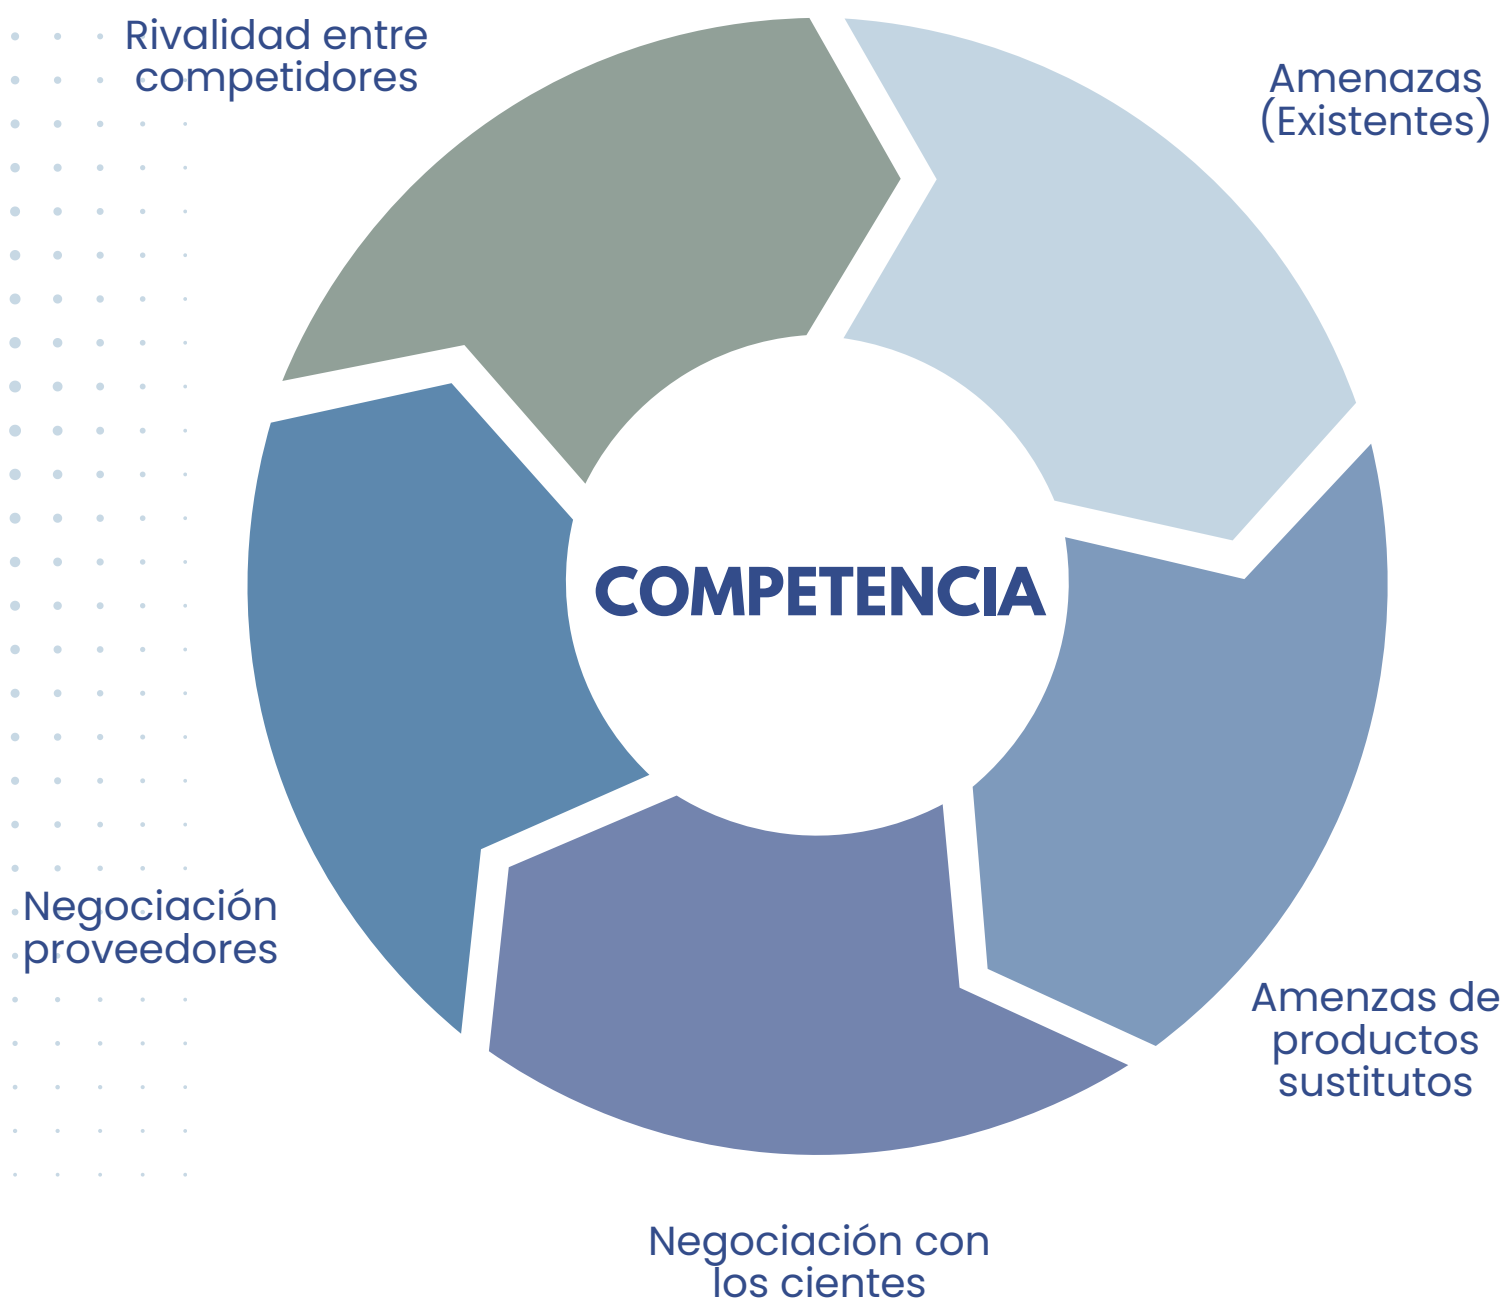 Rivalidad entre
competidores
Amenazas
(Existentes)
COMPETENCIA
Negociación
proveedores
Amenzas de
productos
sustitutos
Negociación con
los cientes